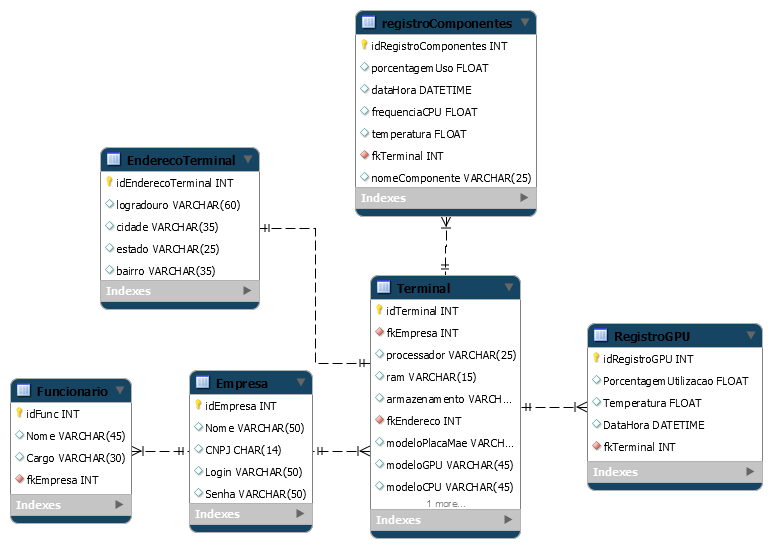 registroComponentes
idRegistroComponentes INT
porcentagemUso FLOAT
dataHora DATETIME
frequenciaCPU FLOAT
temperatura FLOAT
fkTerminal INT
nomeComponente VARCHAR(25)
Indexes
EnderecoTerminal
idEnderecoTerminal INT
logradouro VARCHAR(60)
cidade VARCHAR(35)
estado VARCHAR(25)
bairro VARCHAR(35)
Indexes
Terminal
idTerminal INT
fkEmpresa INT
processador VARCHAR(25)
ram VARCHAR(15)
armazenamento VARCH...
fkEndereco INT
modeloPlacaMae VARCH...
modeloGPU VARCHAR(45)
modeloCPU VARCHAR(45)
1 more...
Indexes
RegistroGPU
idRegistroGPU INT
PorcentagemUtilizacao FLOAT
Temperatura FLOAT
DataHora DATETIME
fkTerminal INT
Indexes
Funcionario
idFunc INT
Nome VARCHAR(45)
Cargo VARCHAR(30)
fkEmpresa INT
Indexes
Empresa
idEmpresa INT
Nome VARCHAR(50)
CNPJ CHAR(14)
Login VARCHAR(50)
Senha VARCHAR(50)
Indexes